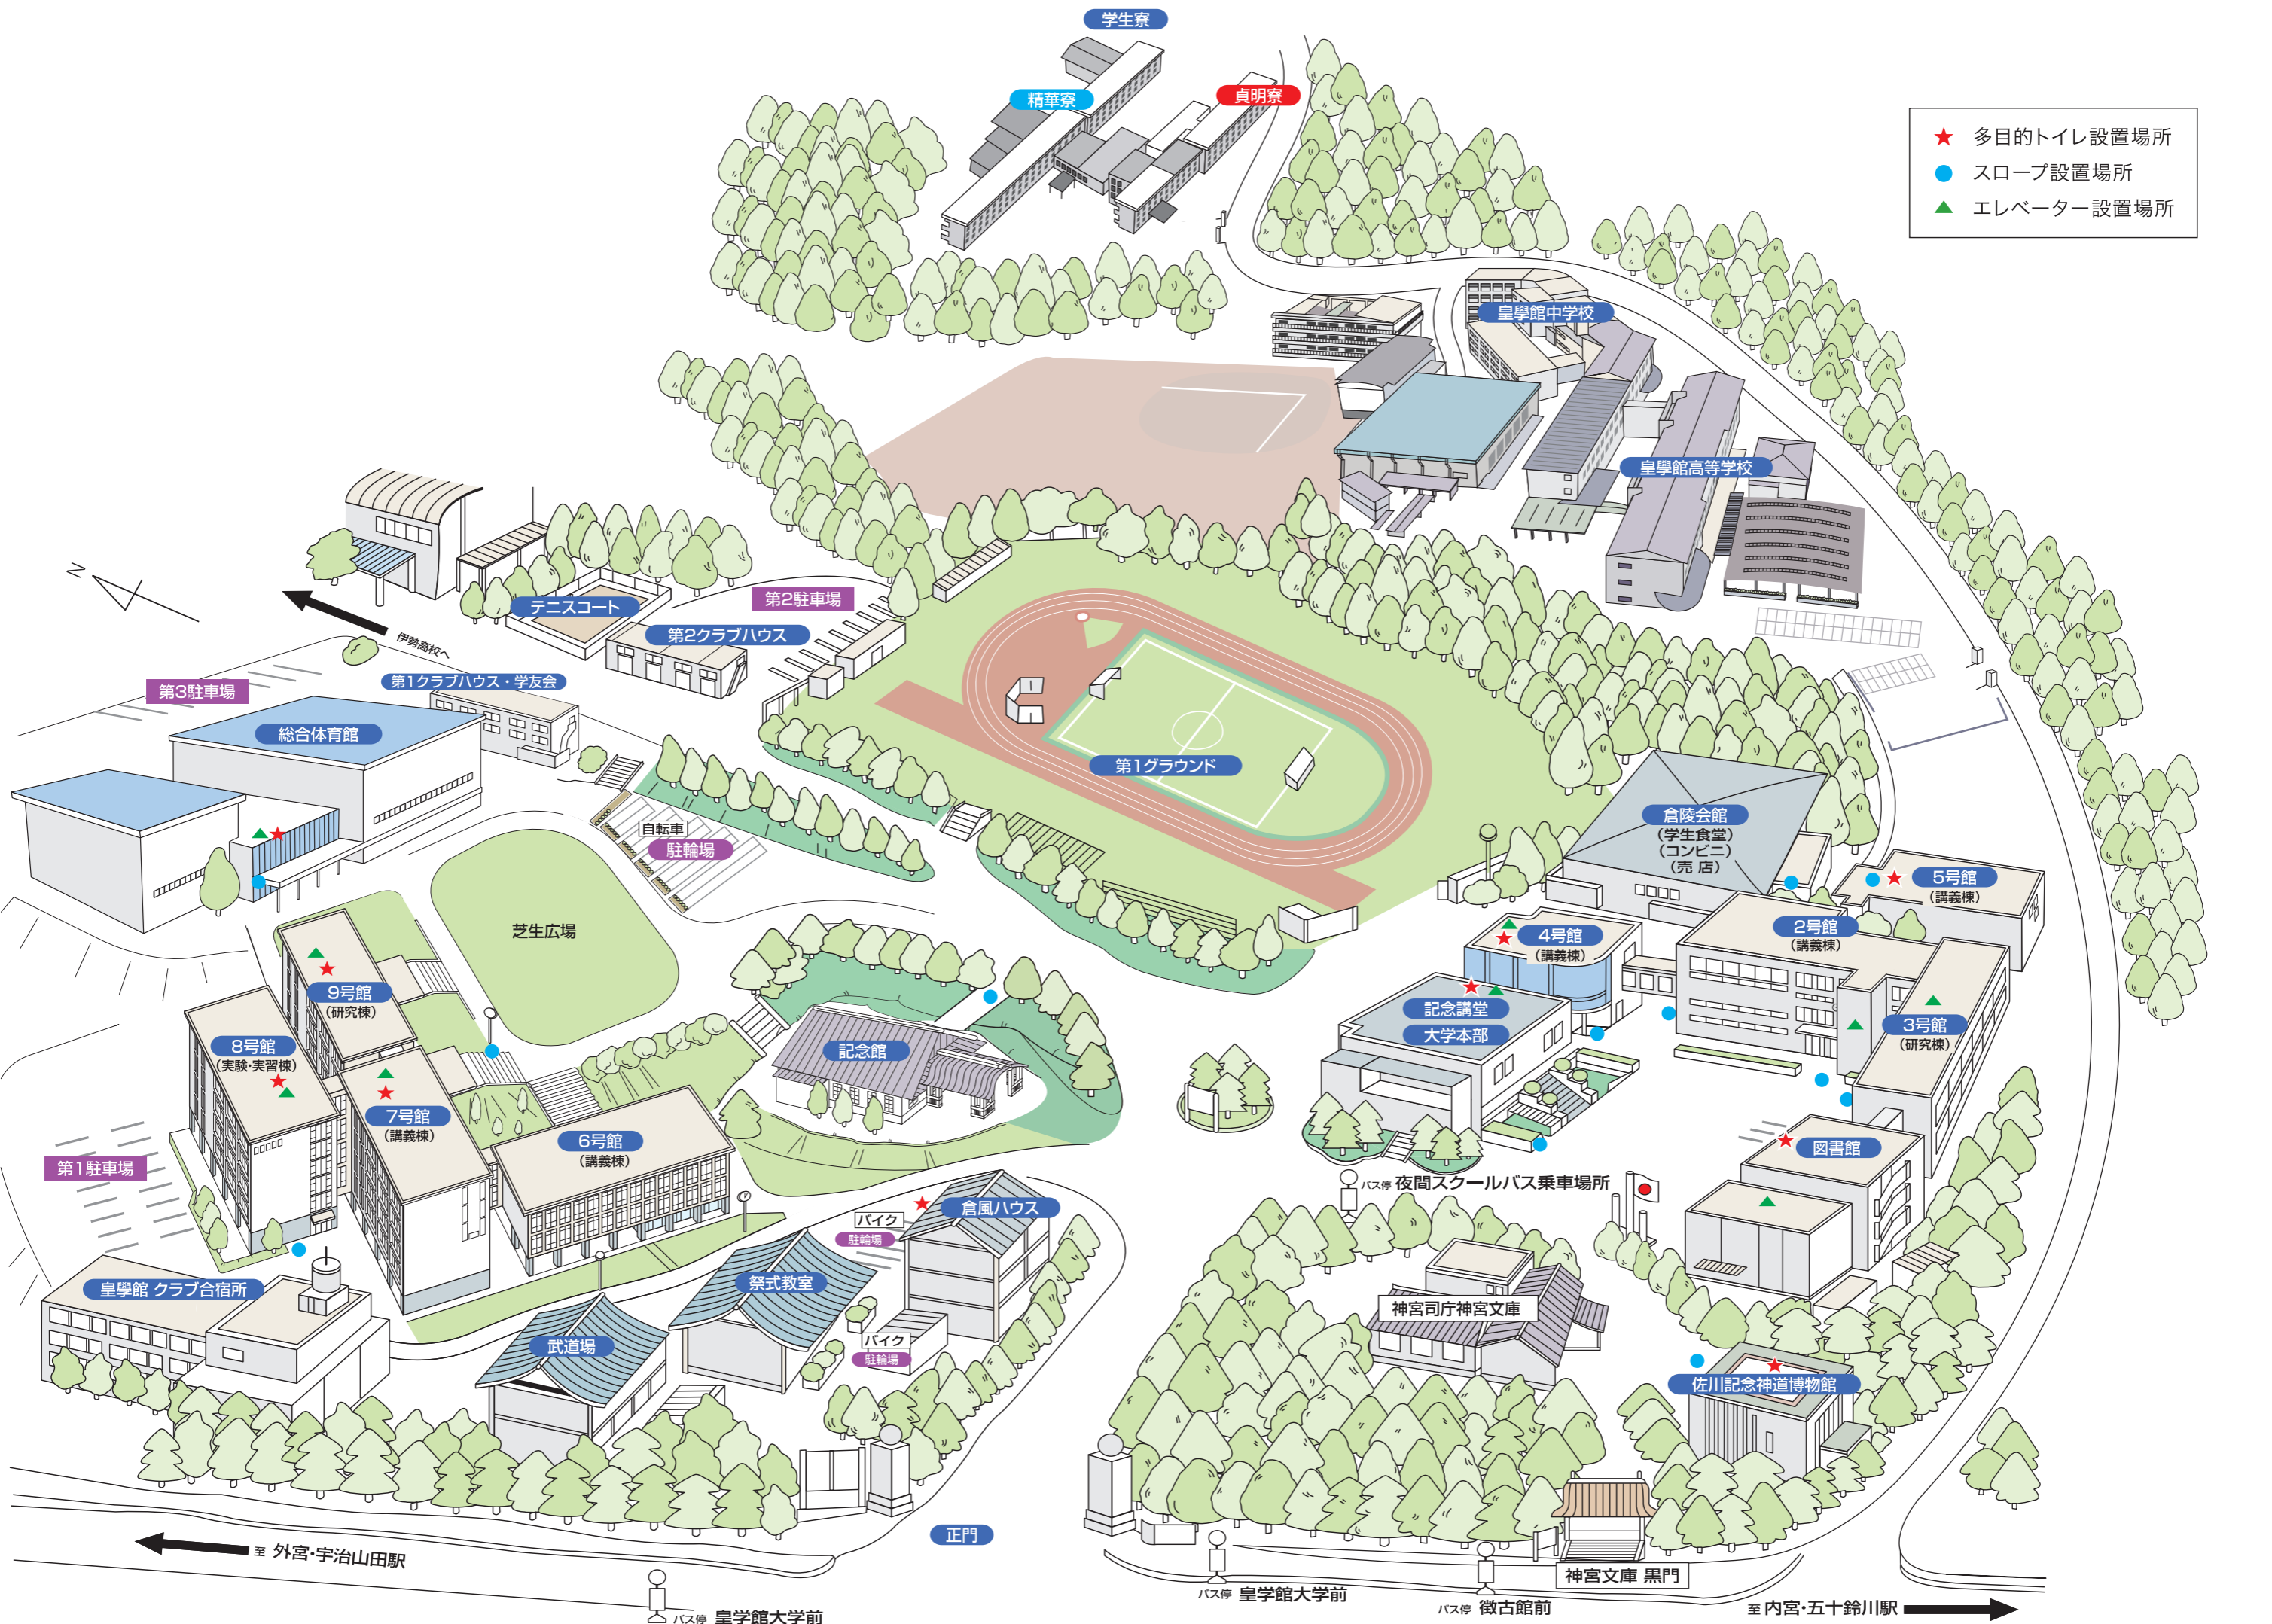 学生寮
精華寮
貞明寮
★ 多目的トイレ設置場所
● スロープ設置場所
▲ エレベーター設置場所
皇學館中学校
皇學館高等学校
N
伊勢高校へ
テニスコート
第2駐車場
第2クラブハウス
第1クラブハウス・学友会
第3駐車場
総合体育館
第1グラウンド
自転車
駐輪場
芝生広場
倉陵会館
(学生食堂)
(コンビニ)
(売店)
5号館
(講義棟)
2号館
(講義棟)
4号館
(講義棟)
記念講堂
大学本部
3号館
(研究棟)
9号館
(研究棟)
8号館
(実験・実習棟)
7号館
(講義棟)
6号館
(講義棟)
記念館
図書館
第1駐車場
バス停 夜間スクールバス乗車場所
倉風ハウス
バイク
駐輪場
祭式教室
皇學館 クラブ合宿所
武道場
バイク
駐輪場
神宮司庁神宮文庫
佐川記念神道博物館
正門
至 外宮・宇治山田駅
バス停 皇学館大学前
バス停 皇学館大学前
バス停 徴古館前
神宮文庫 黒門
至 内宮・五十鈴川駅